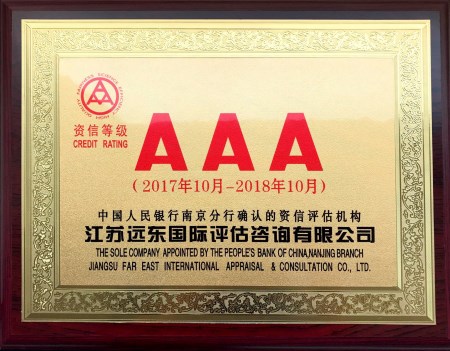 资信等级
CREDIT RATING
AAA
(2017年10月-2018年10月)
中国人民银行南京分行确认的资信评估机构
江苏远东国际评估咨询有限公司
THE SOLE COMPANY APPOINTED BY THE PEOPLE'S BANK OF CHINA,NANJING BRANCH
JIANGSU FAR EAST INTERNATIONAL APPRAISAL & CONSULTATION CO., LTD.